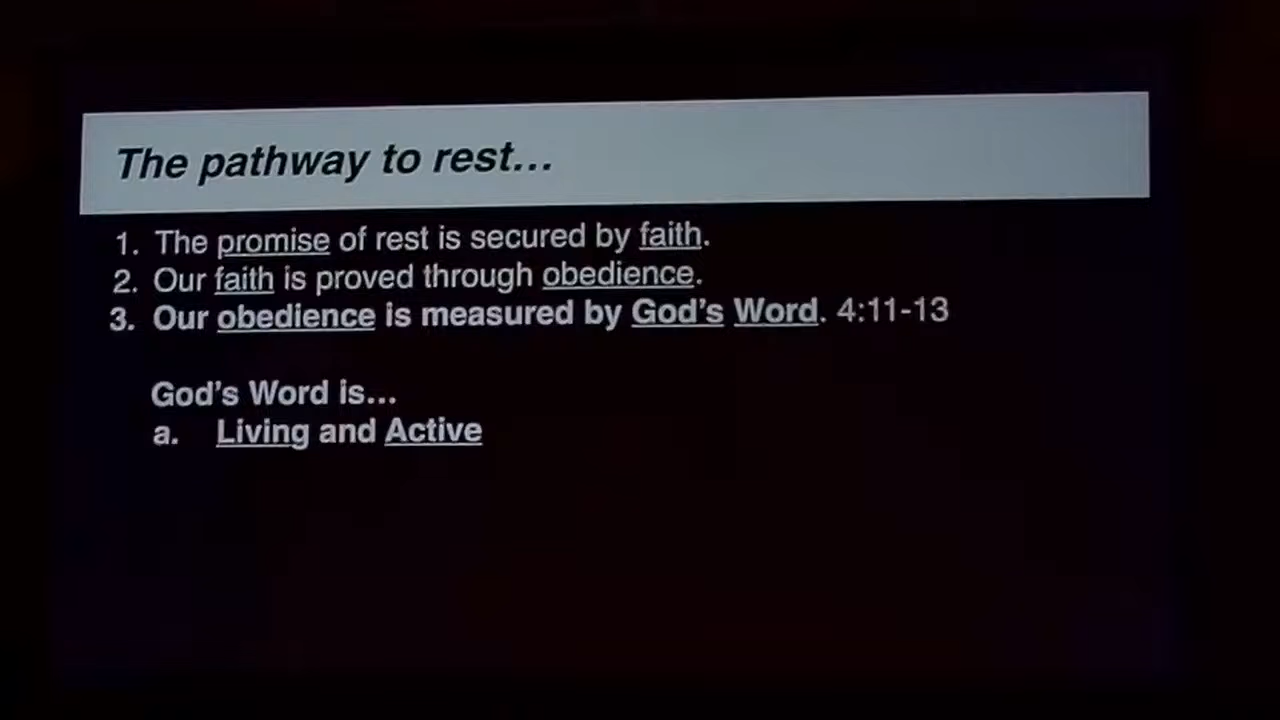 The pathway to rest...
1. The promise of rest is secured by faith.
2. Our faith is proved through obedience.
3. Our obedience is measured by God's Word. 4:11-13
God's Word is...
a. Living and Active